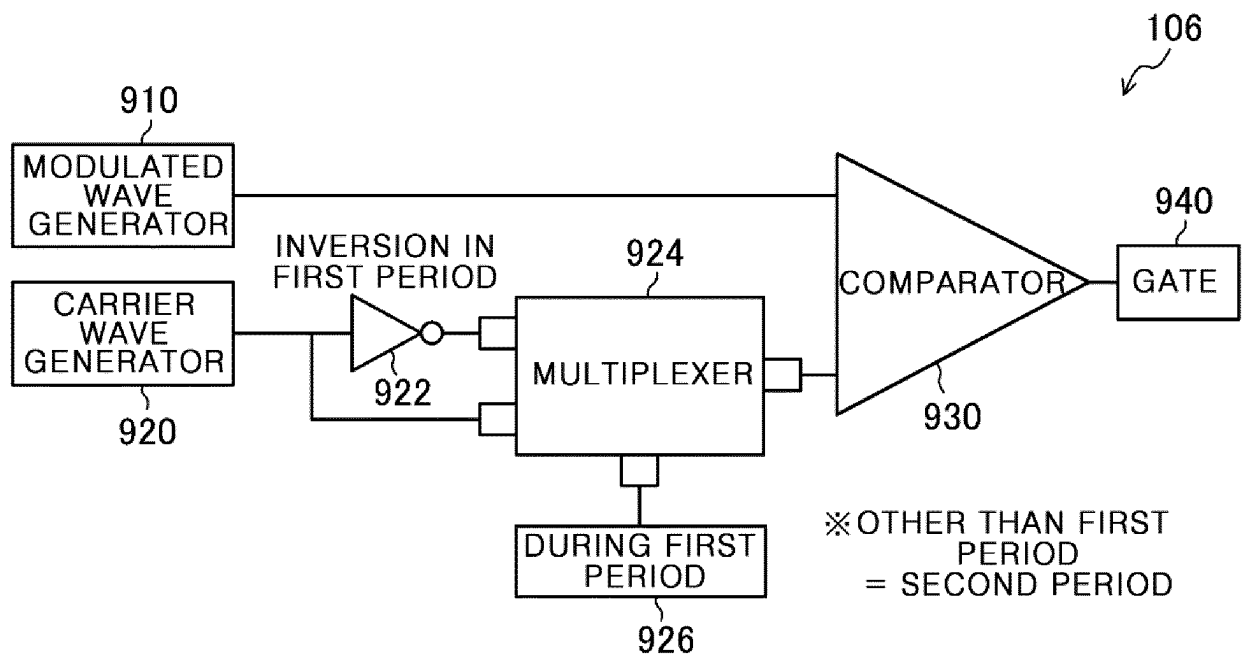 106
910
MODULATED
WAVE
GENERATOR
940
GATE
INVERSION IN
FIRST PERIOD
924
COMPARATOR
CARRIER
WAVE
GENERATOR
MULTIPLEXER
922
920
930
DURING FIRST
PERIOD
926
※OTHER THAN FIRST
PERIOD
= SECOND PERIOD